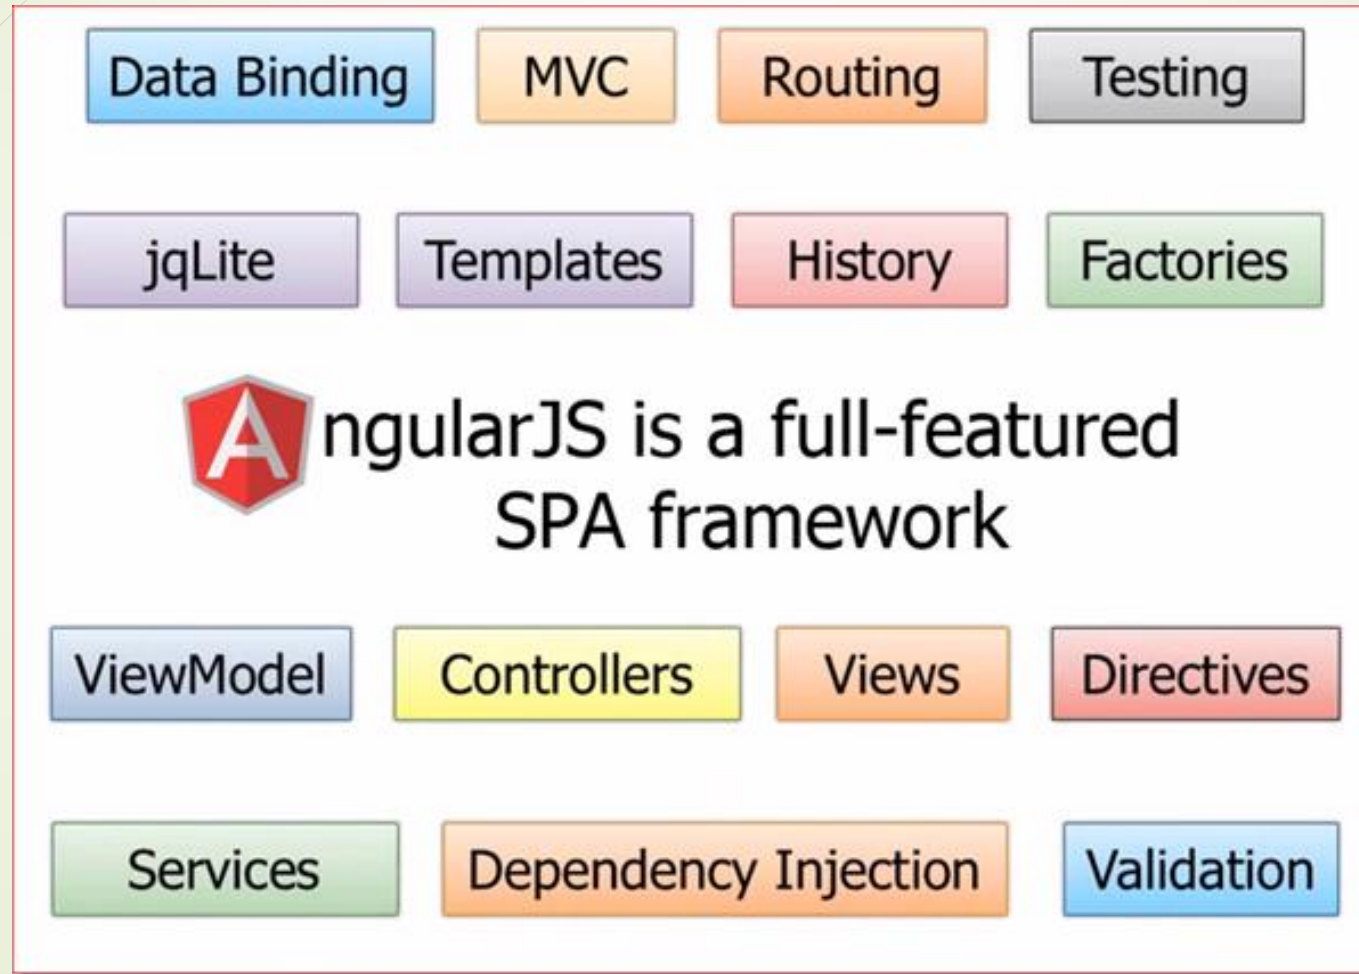 Data Binding MVC Routing Testing
jqLite Templates History Factories
AngularJS is a full-featured
SPA framework
ViewModel Controllers Views Directives
Services Dependency Injection Validation